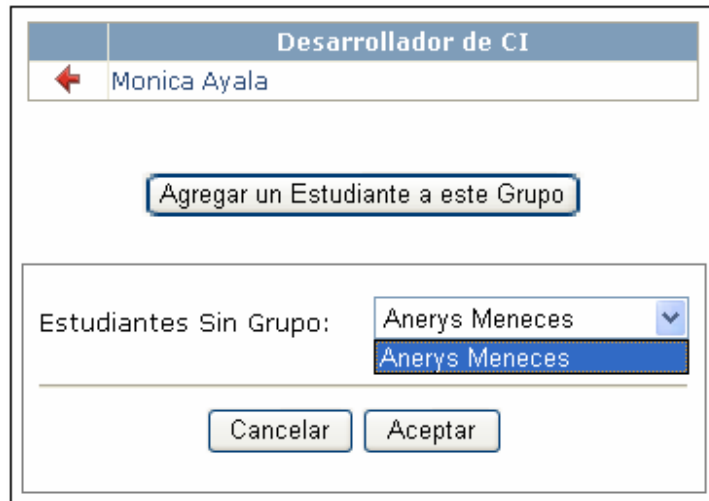 Desarrollador de CI
Monica Ayala
Agregar un Estudiante a este Grupo
Estudiantes Sin Grupo: Anerys Meneces
Anerys Meneces
Cancelar Aceptar